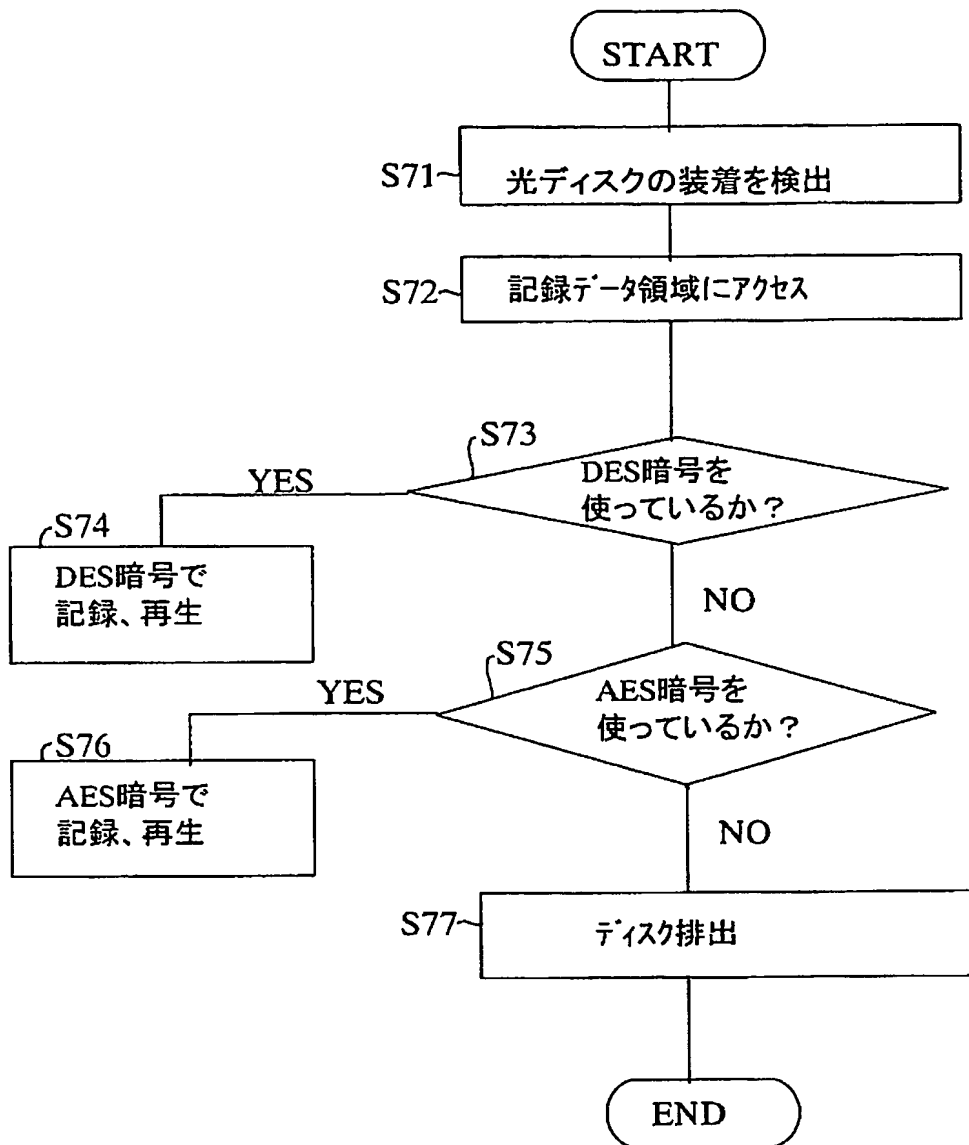 START
S71
光ディスクの装着を検出
S72
記録データ領域にアクセス
S73
DES暗号を
使っているか？
YES
S74
DES暗号で
記録、再生
NO
S75
AES暗号を
使っているか？
YES
S76
AES暗号で
記録、再生
NO
S77
ディスク排出
END